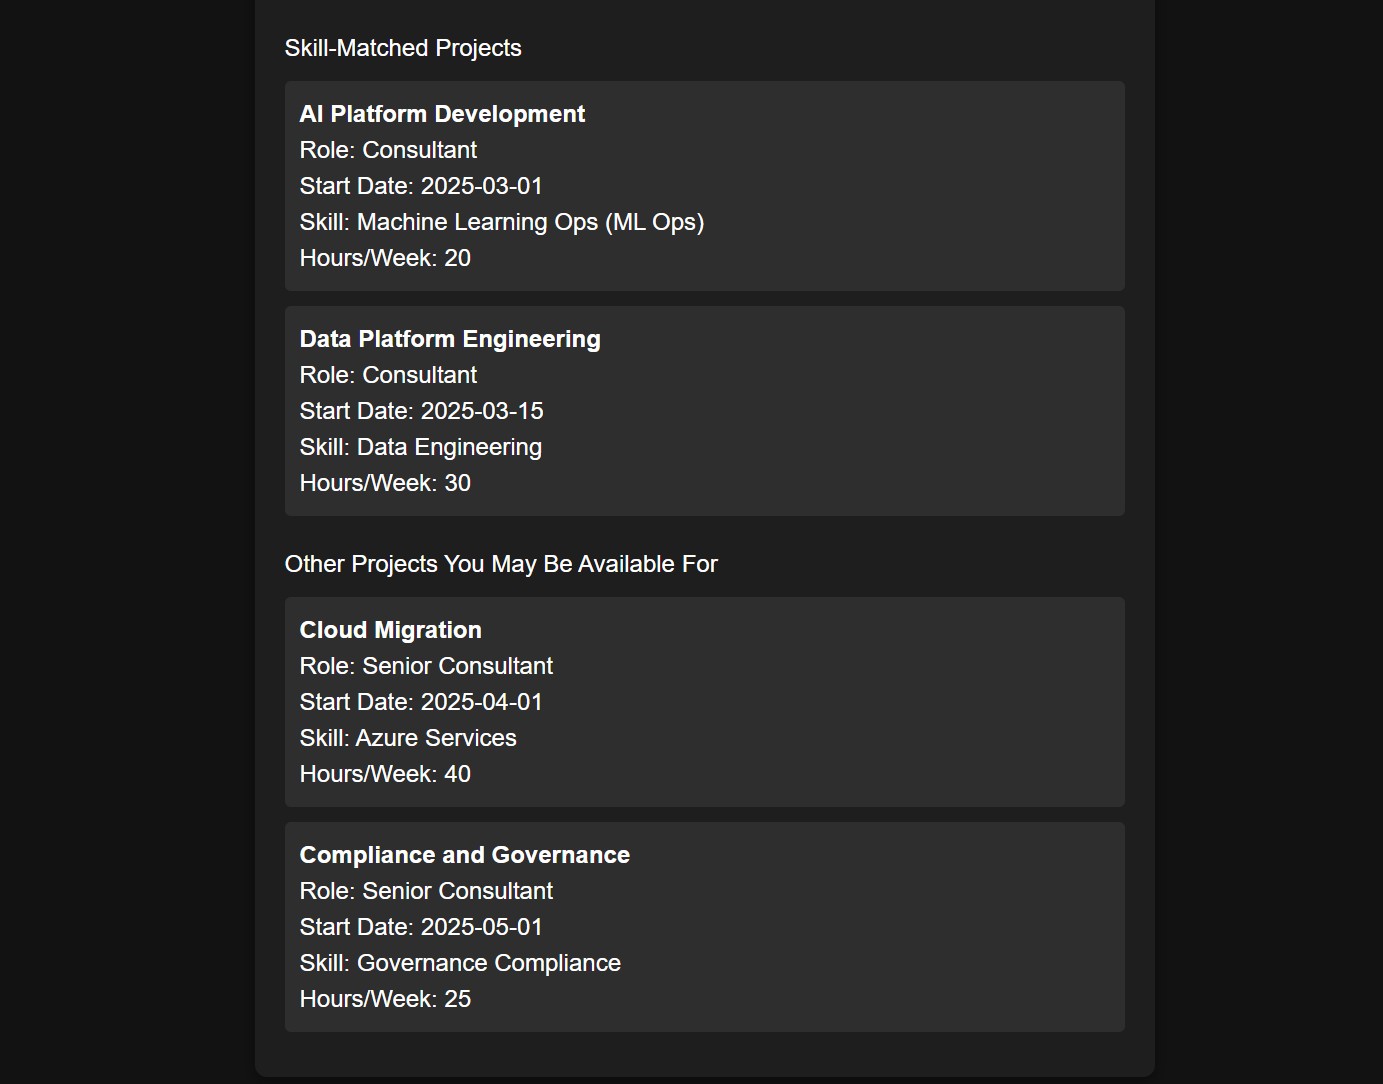 Skill-Matched Projects
AI Platform Development
Role: Consultant
Start Date: 2025-03-01
Skill: Machine Learning Ops (ML Ops)
Hours/Week: 20
Data Platform Engineering
Role: Consultant
Start Date: 2025-03-15
Skill: Data Engineering
Hours/Week: 30
Other Projects You May Be Available For
Cloud Migration
Role: Senior Consultant
Start Date: 2025-04-01
Skill: Azure Services
Hours/Week: 40
Compliance and Governance
Role: Senior Consultant
Start Date: 2025-05-01
Skill: Governance Compliance
Hours/Week: 25